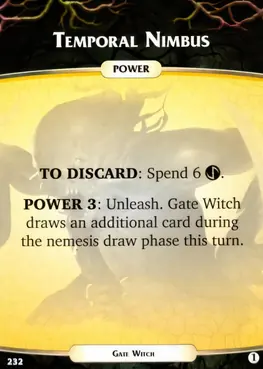 TEMPORAL NIMBUS
POWER
TO DISCARD: Spend 6 .
POWER 3: Unleash. Gate Witch
draws an additional card during
the nemesis draw phase this turn.
GATE WITCH
232
1